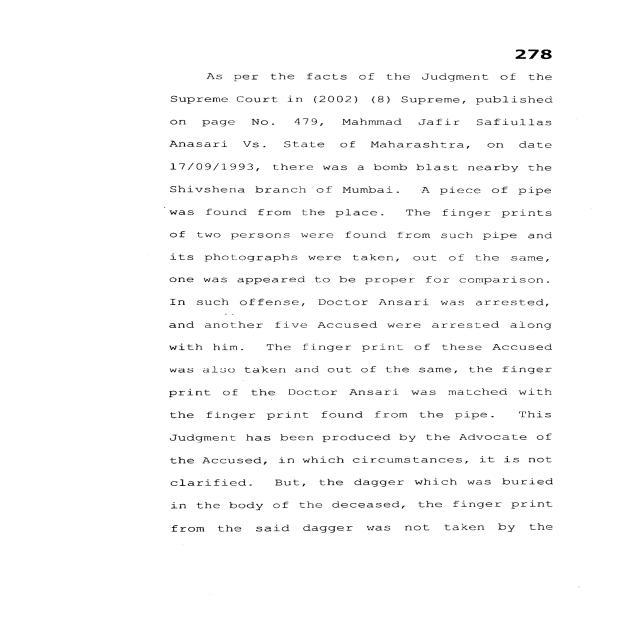 278
As per the facts of the Judgment of the
Supreme Court in (2002) (8) Supreme, published
on page No. 479, Mahmmad Jafir Safiullas
Anasari Vs. State of Maharashtra, on date
17/09/1993, there was a bomb blast nearby the
Shivshena branch of Mumbai. A piece of pipe
was found from the place. The finger prints
of two persons were found from such pipe and
its photographs were taken, out of the same,
one was appeared to be proper for comparison.
In such offense, Doctor Ansari was arrested,
and another five Accused were arrested along
with him. The finger print of these Accused
was also taken and out of the same, the finger
print of the Doctor Ansari was matched with
the finger print found from the pipe. This
Judgment has been produced by the Advocate of
the Accused, in which circumstances, it is not
clarified. But, the dagger which was buried
in the body of the deceased, the finger print
from the said dagger was not taken by the